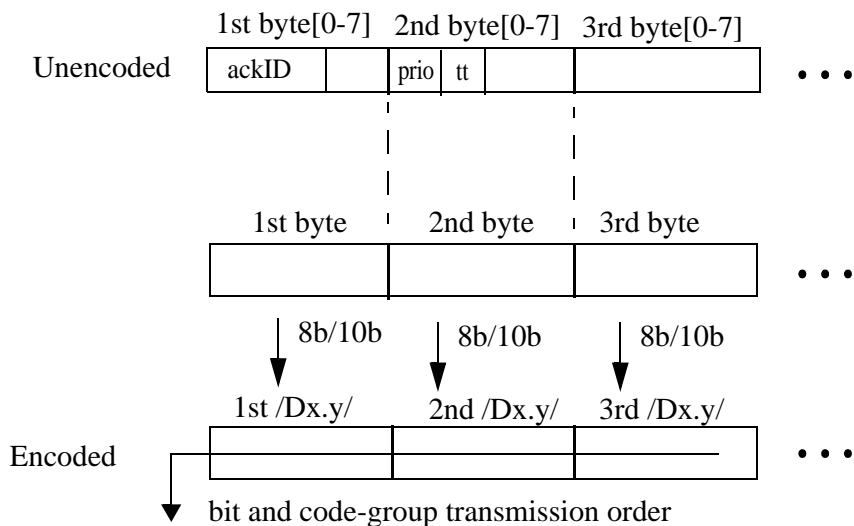 1st byte[0-7] 2nd byte[0-7] 3rd byte[0-7]
Unencoded ackID prio tt • • •
1st byte 2nd byte 3rd byte
• • •
8b/10b 8b/10b 8b/10b
1st /Dx.y/ 2nd /Dx.y/ 3rd /Dx.y/
Encoded • • •
bit and code-group transmission order